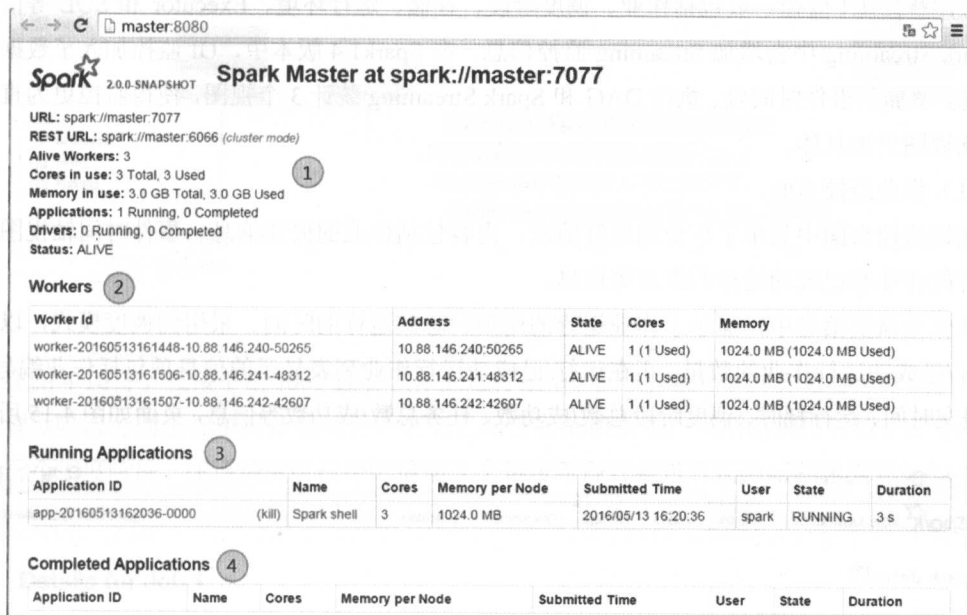 master:8080
Spark 2.0.0-SNAPSHOT Spark Master at spark://master:7077
URL: spark://master:7077
REST URL: spark://master:6066 (cluster mode)
Alive Workers: 3
Cores in use: 3 Total, 3 Used
Memory in use: 3.0 GB Total, 3.0 GB Used
Applications: 1 Running, 0 Completed
Drivers: 0 Running, 0 Completed
Status: ALIVE
1
Workers 2
Worker Id Address State Cores Memory
worker-20160513161448-10.88.146.240-50265 10.88.146.240:50265 ALIVE 1 (1 Used) 1024.0 MB (1024.0 MB Used)
worker-20160513161506-10.88.146.241-48312 10.88.146.241:48312 ALIVE 1 (1 Used) 1024.0 MB (1024.0 MB Used)
worker-20160513161507-10.88.146.242-42607 10.88.146.242:42607 ALIVE 1 (1 Used) 1024.0 MB (1024.0 MB Used)
Running Applications 3
Application ID Name Cores Memory per Node Submitted Time User State Duration
app-20160513162036-0000 (kill) Spark shell 3 1024.0 MB 2016/05/13 16:20:36 spark RUNNING 3 s
Completed Applications 4
Application ID Name Cores Memory per Node Submitted Time User State Duration